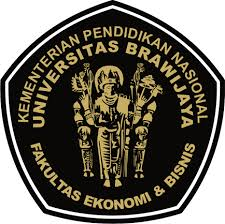 KEMENTERIAN PENDIDIKAN NASIONAL
UNIVERSITAS BRAWIJAYA
FAKULTAS EKONOMI & BISNIS